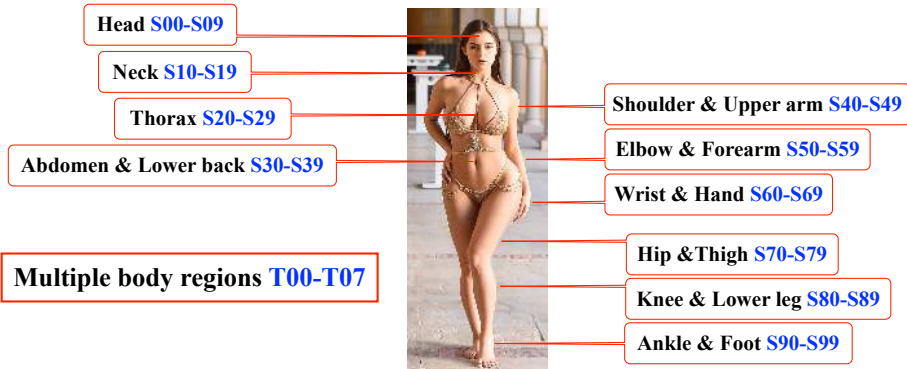 Head S00-S09
Neck S10-S19
Thorax S20-S29
Abdomen & Lower back S30-S39
Multiple body regions T00-T07
Shoulder & Upper arm S40-S49
Elbow & Forearm S50-S59
Wrist & Hand S60-S69
Hip &Thigh S70-S79
Knee & Lower leg S80-S89
Ankle & Foot S90-S99